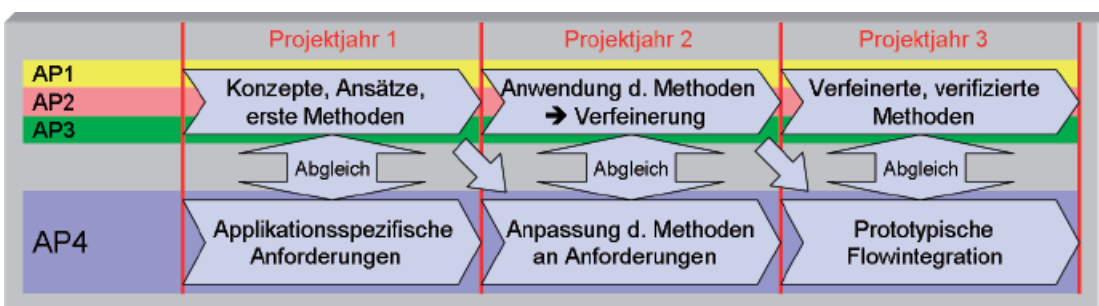 Projektjahr 1 Projektjahr 2 Projektjahr 3
AP1
AP2
AP3
Konzepte, Ansätze,
erste Methoden
Anwendung d. Methoden
➔ Verfeinerung
Verfeinerte, verifizierte
Methoden
Abgleich Abgleich Abgleich
AP4
Applikationsspezifische
Anforderungen
Anpassung d. Methoden
an Anforderungen
Prototypische
Flowintegration